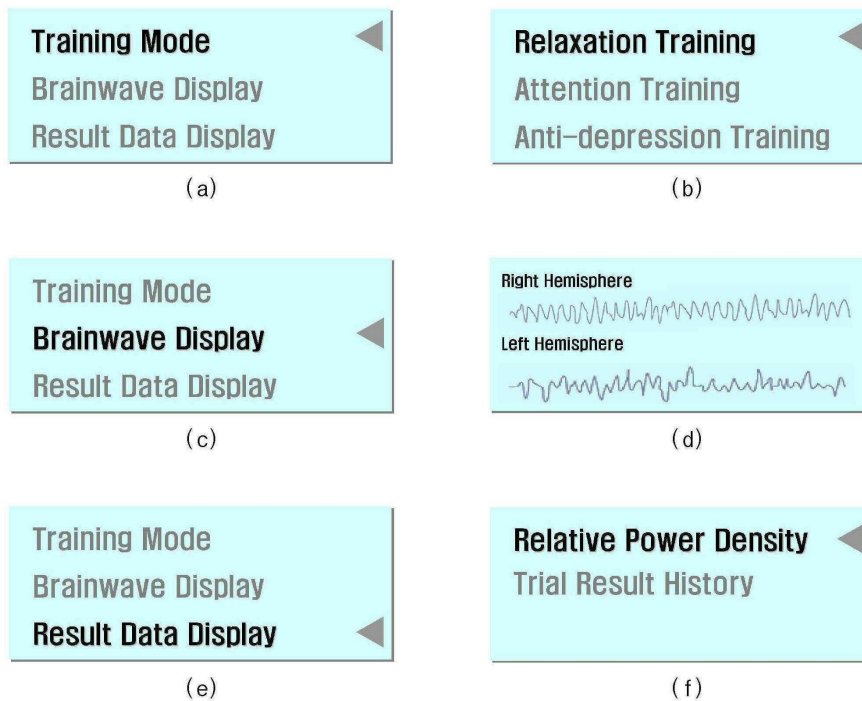 Training Mode
Brainwave Display
Result Data Display
(a)
Relaxation Training
Attention Training
Anti-depression Training
(b)
Training Mode
Brainwave Display
Result Data Display
(c)
Right Hemisphere
Left Hemisphere
(d)
Training Mode
Brainwave Display
Result Data Display
(e)
Relative Power Density
Trial Result History
(f)